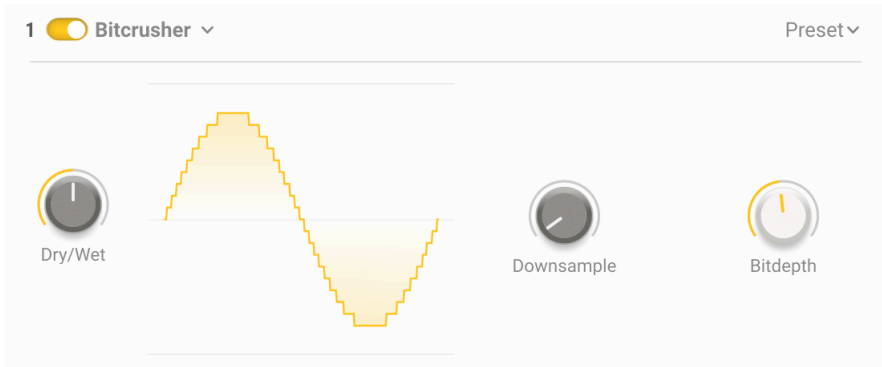 1 Bitcrusher
Preset
Dry/Wet
Downsample
Bitdepth